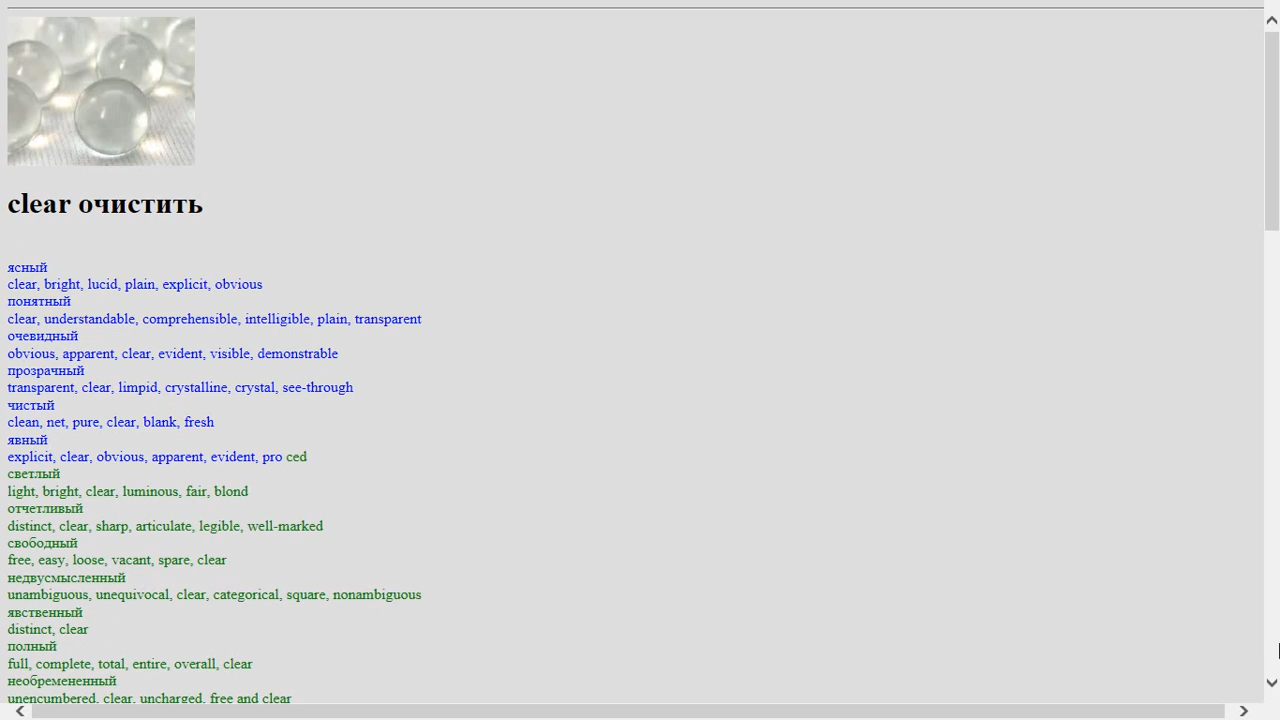 clear очистить
ясный
clear, bright, lucid, plain, explicit, obvious
понятный
clear, understandable, comprehensible, intelligible, plain, transparent
очевидный
obvious, apparent, clear, evident, visible, demonstrable
прозрачный
transparent, clear, limpid, crystalline, crystal, see-through
чистый
clean, net, pure, clear, blank, fresh
явный
explicit, clear, obvious, apparent, evident, pro ced
светлый
light, bright, clear, luminous, fair, blond
отчетливый
distinct, clear, sharp, articulate, legible, well-marked
свободный
free, easy, loose, vacant, spare, clear
недвусмысленный
unambiguous, unequivocal, clear, categorical, square, nonambiguous
явственный
distinct, clear
полный
full, complete, total, entire, overall, clear
необремененный
unencumbered, clear, uncharged, free and clear